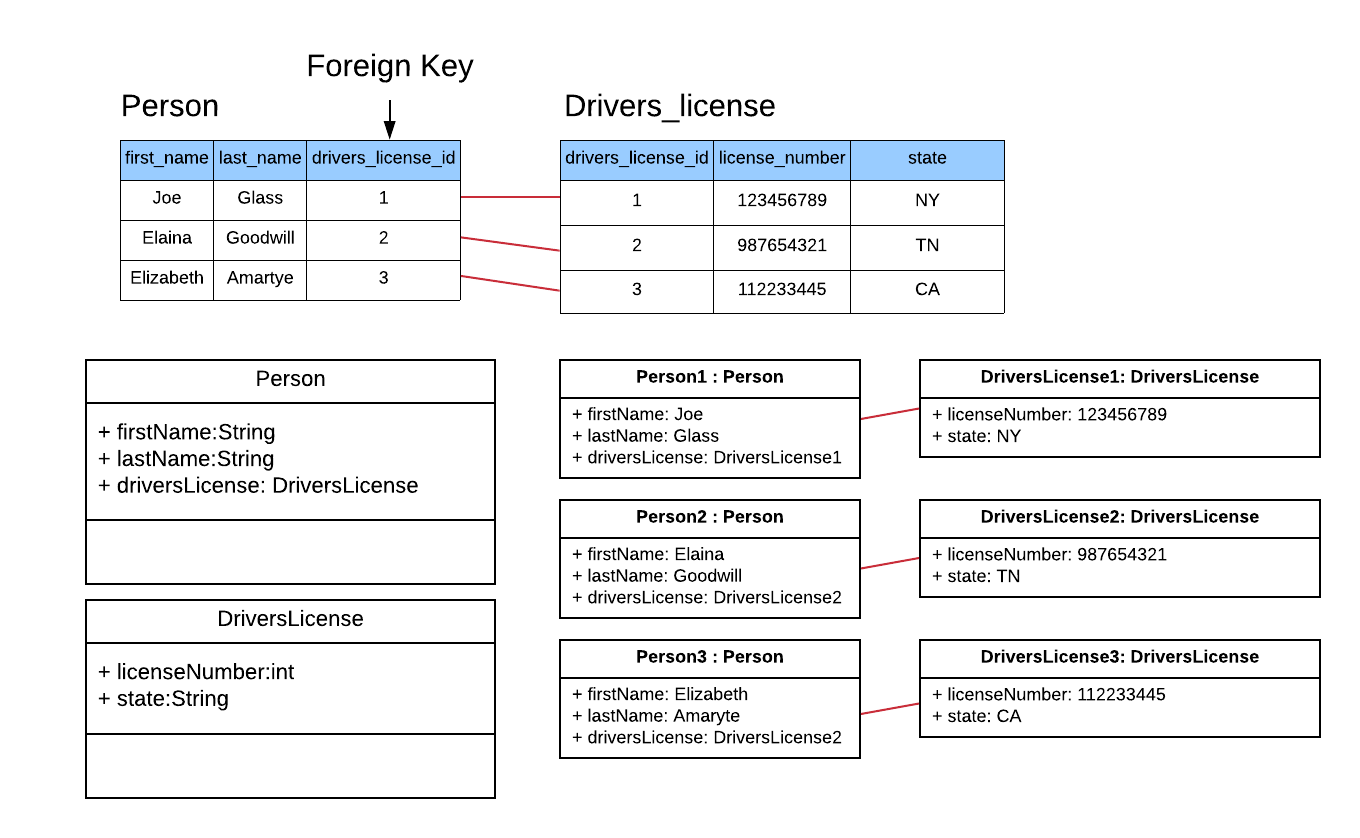 Foreign Key
Person
Drivers_license
first_name last_name drivers_license_id
Joe Glass 1
Elaina Goodwill 2
Elizabeth Amartye 3
drivers_license_id license_number state
1 123456789 NY
2 987654321 TN
3 112233445 CA
Person
+ firstName:String
+ lastName:String
+ driversLicense: DriversLicense
DriversLicense
+ licenseNumber:int
+ state:String
Person1 : Person
+ firstName: Joe
+ lastName: Glass
+ driversLicense: DriversLicense1
DriversLicense1: DriversLicense
+ licenseNumber: 123456789
+ state: NY
Person2 : Person
+ firstName: Elaina
+ lastName: Goodwill
+ driversLicense: DriversLicense2
DriversLicense2: DriversLicense
+ licenseNumber: 987654321
+ state: TN
Person3 : Person
+ firstName: Elizabeth
+ lastName: Amaryte
+ driversLicense: DriversLicense2
DriversLicense3: DriversLicense
+ licenseNumber: 112233445
+ state: CA